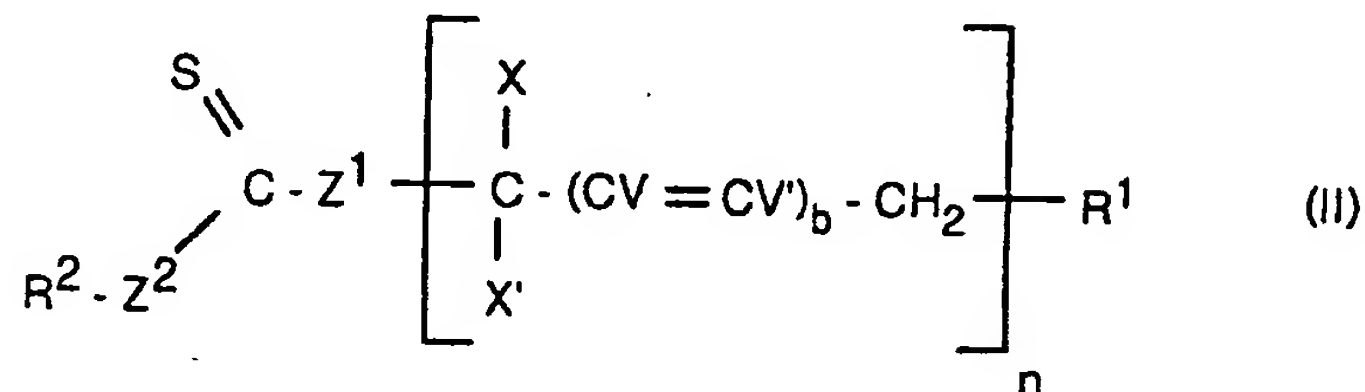 S X
C - Z¹ C - (CV = CV')b - CH₂ R¹ (II)
R² - Z² X'
n